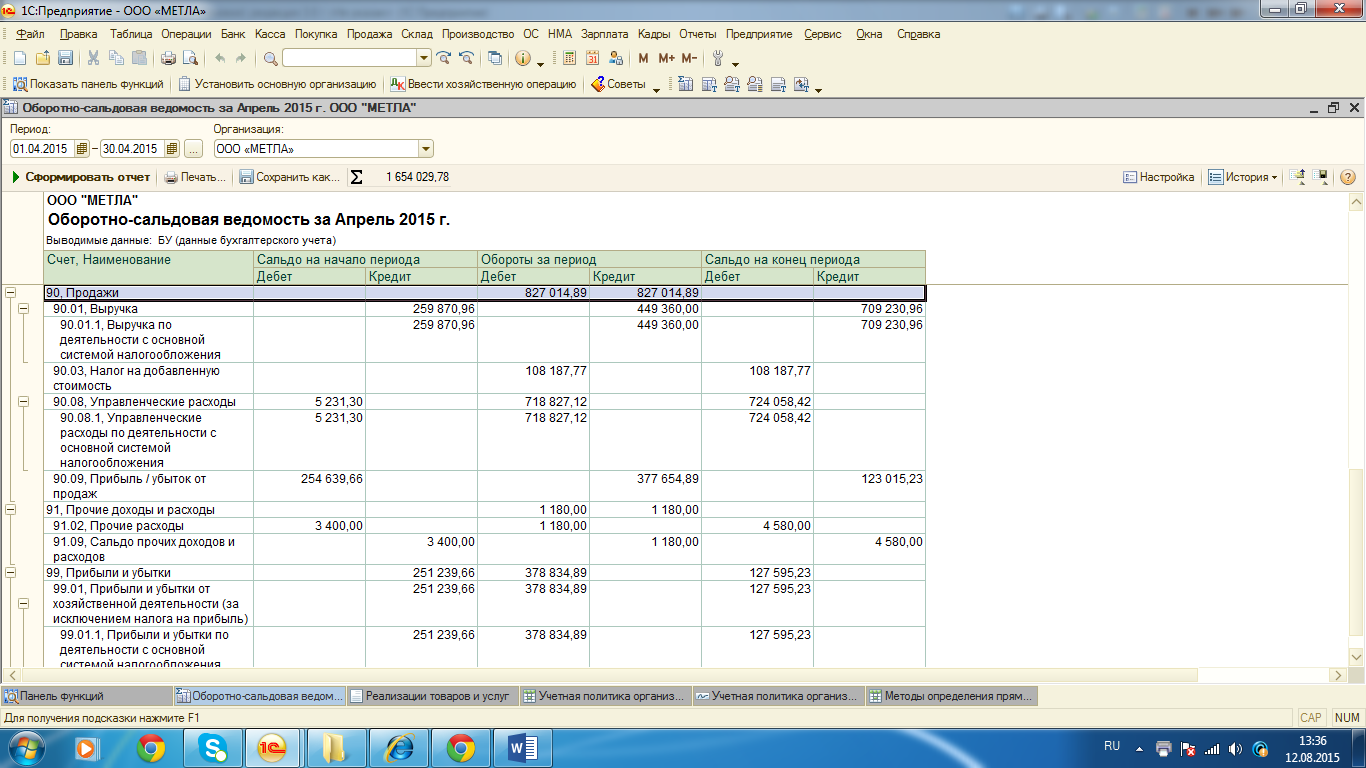 1С:Предприятие - ООО «МЕТЛА»
Файл Правка Таблица Операции Банк Касса Покупка Продажа Склад Производство ОС НМА Зарплата Кадры Отчеты Предприятие Сервис Окна Справка
M M+ M-
Показать панель функций Установить основную организацию Ввести хозяйственную операцию Советы
Оборотно-сальдовая ведомость за Апрель 2015 г. ООО "МЕТЛА"
Период: Организация:
01.04.2015 – 30.04.2015 ... ООО «МЕТЛА»
Сформировать отчет Печать... Сохранить как... Σ 1 654 029,78 Настройка История
ООО "МЕТЛА"
Оборотно-сальдовая ведомость за Апрель 2015 г.
Выводимые данные: БУ (данные бухгалтерского учета)
Счет, Наименование Сальдо на начало периода Обороты за период Сальдо на конец периода
Дебет Кредит Дебет Кредит Дебет Кредит
90, Продажи 827 014,89 827 014,89
90.01, Выручка 259 870,96 449 360,00 709 230,96
90.01.1, Выручка по 259 870,96 449 360,00 709 230,96
деятельности с основной
системой налогообложения
90.03, Налог на добавленную 108 187,77 108 187,77
стоимость
90.08, Управленческие расходы 5 231,30 718 827,12 724 058,42
90.08.1, Управленческие 5 231,30 718 827,12 724 058,42
расходы по деятельности с
основной системой
налогообложения
90.09, Прибыль / убыток от 254 639,66 377 654,89 123 015,23
продаж
91, Прочие доходы и расходы 1 180,00 1 180,00
91.02, Прочие расходы 3 400,00 1 180,00 4 580,00
91.09, Сальдо прочих доходов и 3 400,00 1 180,00 4 580,00
расходов
99, Прибыли и убытки 251 239,66 378 834,89 127 595,23
99.01, Прибыли и убытки от 251 239,66 378 834,89 127 595,23
хозяйственной деятельности (за
исключением налога на прибыль)
99.01.1, Прибыли и убытки по 251 239,66 378 834,89 127 595,23
деятельности с основной
системой налогообложения
Панель функций Оборотно-сальдовая ведом... Реализации товаров и услуг Учетная политика организ... Учетная политика организ... Методы определения прям...
Для получения подсказки нажмите F1 CAP NUM
RU 13:36
12.08.2015